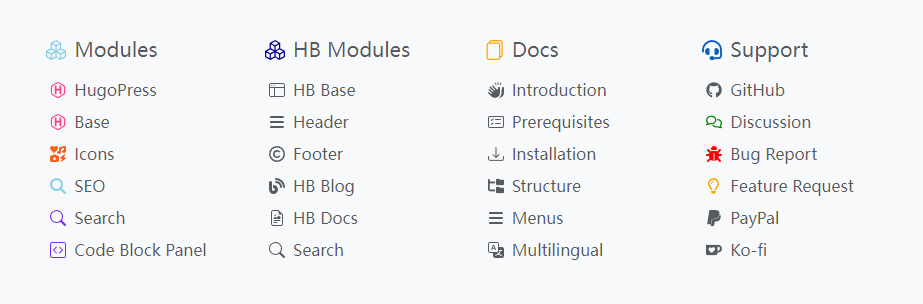 Modules
HugoPress
Base
Icons
SEO
Search
Code Block Panel
HB Modules
HB Base
Header
Footer
HB Blog
HB Docs
Search
Docs
Introduction
Prerequisites
Installation
Structure
Menus
Multilingual
Support
GitHub
Discussion
Bug Report
Feature Request
PayPal
Ko-fi